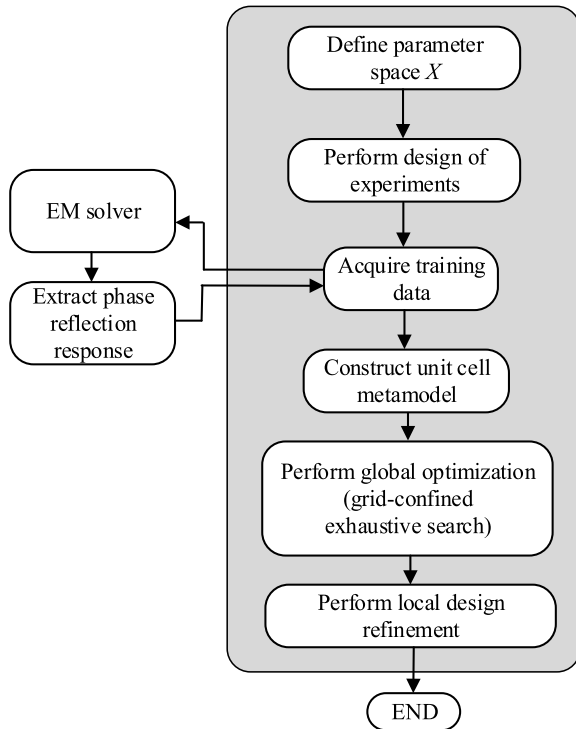 Define parameter
space X
Perform design of
experiments
EM solver
Acquire training
data
Extract phase
reflection
response
Construct unit cell
metamodel
Perform global optimization
(grid-confined
exhaustive search)
Perform local design
refinement
END